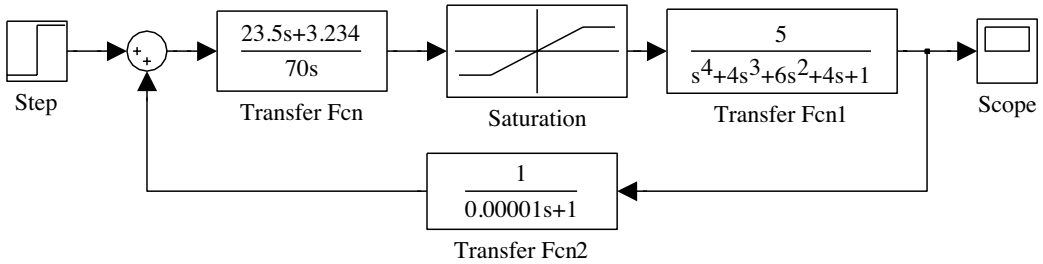 Step
+
+
23.5s+3.234
70s
Transfer Fcn
Saturation
5
s⁴+4s³+6s²+4s+1
Transfer Fcn1
Scope
1
0.00001s+1
Transfer Fcn2